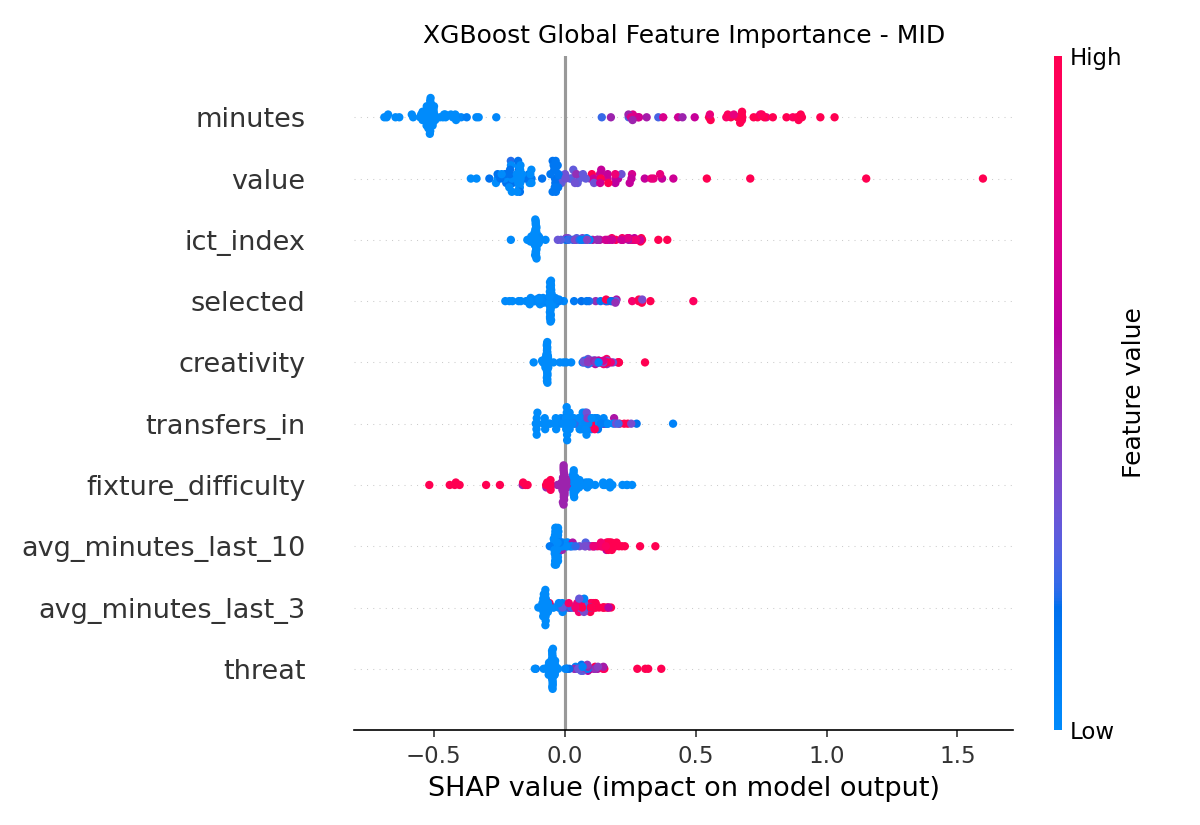 XGBoost Global Feature Importance - MID
High
minutes
value
ict_index
selected
creativity
transfers_in
fixture_difficulty
avg_minutes_last_10
avg_minutes_last_3
threat
Feature value
Low
−0.5 0.0 0.5 1.0 1.5
SHAP value (impact on model output)